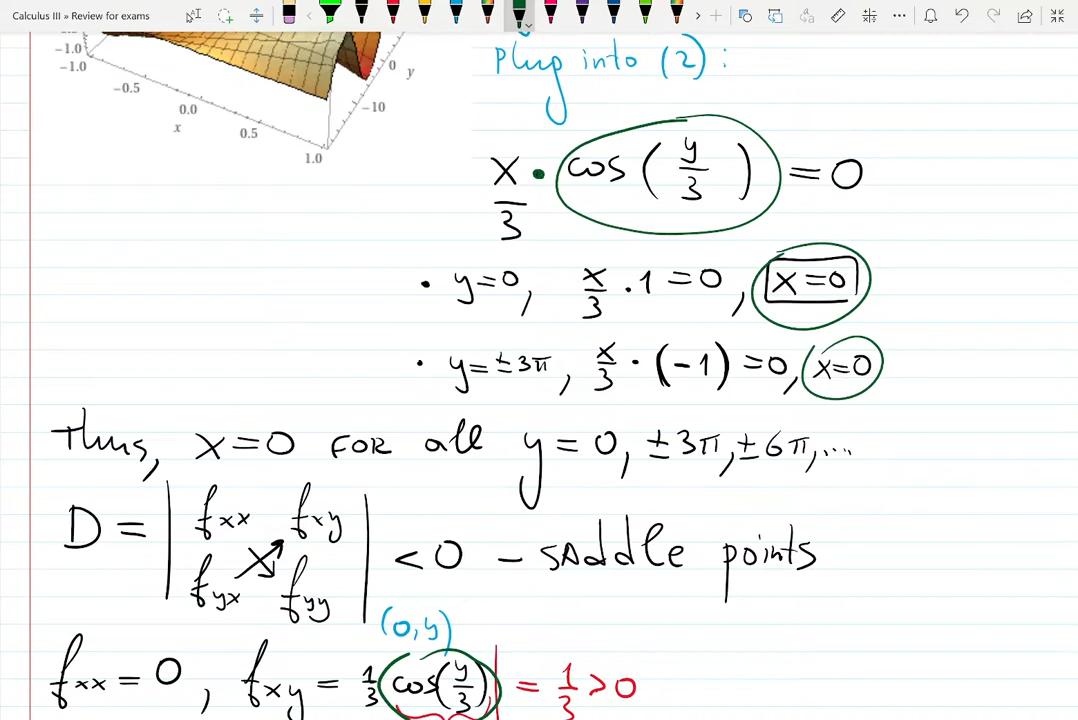 Calculus III » Review for exams
plug into (2) :
-1.0
-1.0
-0.5
0.0
0.5
1.0
x
0
-10
y
x/3 • cos ( y/3 ) = 0
• y=0, x/3 . 1 = 0, x=0
• y=±3π, x/3 · (-1) = 0, x=0
Thus, x=0 FOR all y = 0, ±3π, ±6π, ...
D = | fxx fxy
fyx fyy | < 0 – saddle points
(0,y)
fxx = 0, fxy = 1/3 cos(y/3) | = 1/3 > 0